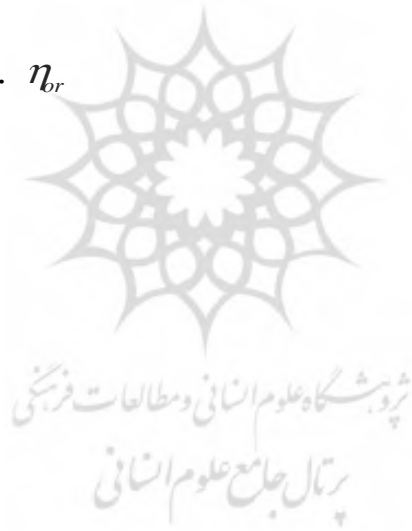 . η_or
پژوهشگاه علوم انسانی و مطالعات فرهنگی
پرتال جامع علوم انسانی